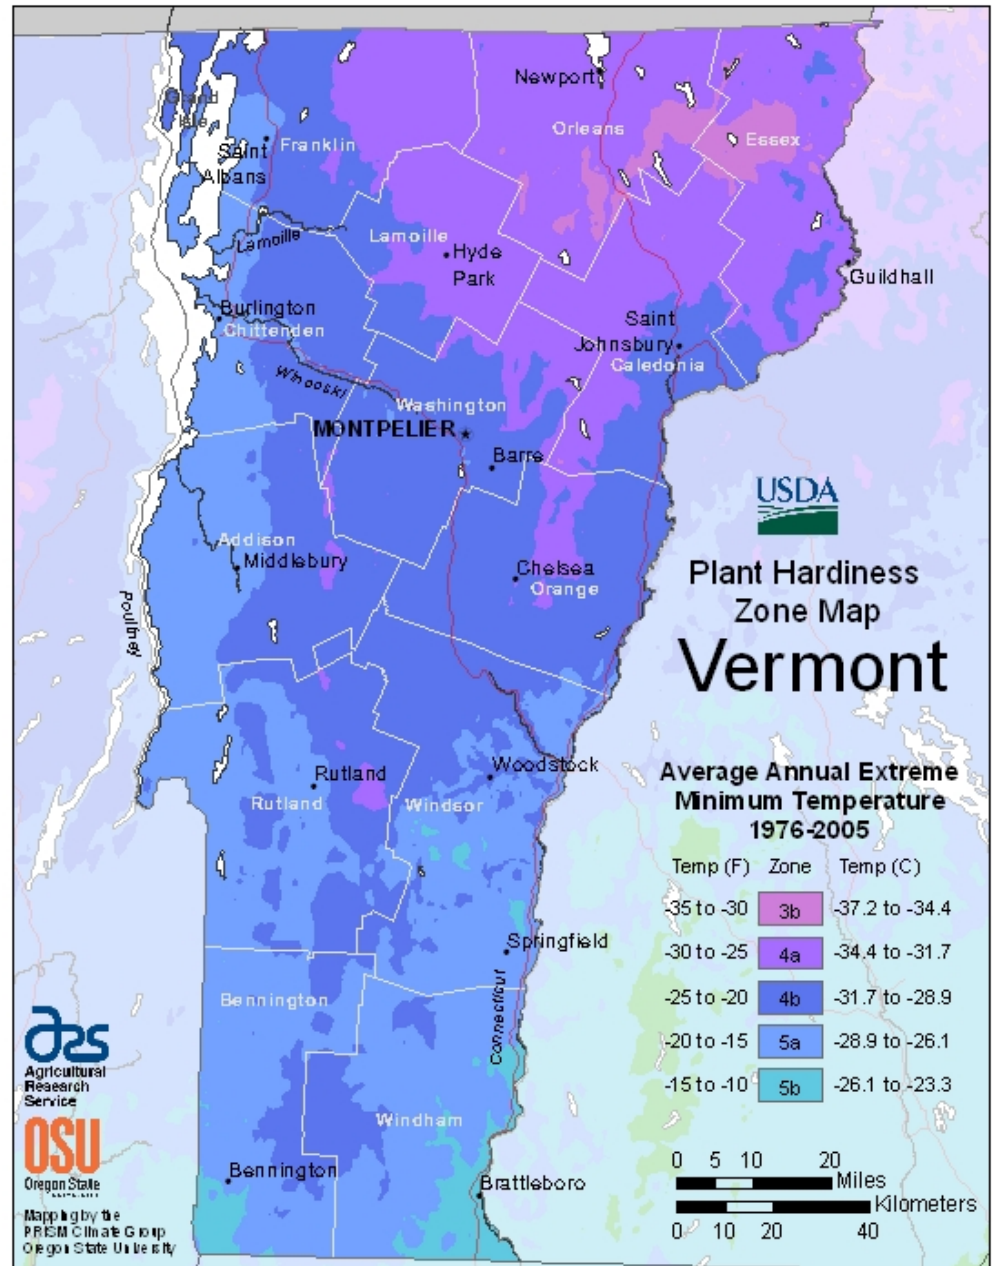 Newport
Orleans
Essex
Grand
Isle
Saint
Albans
Franklin
Lamoille
Lamoille
Hyde
Park
Guildhall
Burlington
Chittenden
Saint
Johnsbury
Caledonia
Whooski
Washington
MONTPELIER
Barre
Addison
Middlebury
Chelsea
Orange
Poultney
Woodstock
Rutland
Rutland
Windsor
Springfield
Connecticut
Bennington
Windham
Bennington
Brattleboro
USDA
Plant Hardiness
Zone Map
Vermont
Average Annual Extreme
Minimum Temperature
1976-2005
Temp (F) Zone Temp (C)
-35 to -30 3b -37.2 to -34.4
-30 to -25 4a -34.4 to -31.7
-25 to -20 4b -31.7 to -28.9
-20 to -15 5a -28.9 to -26.1
-15 to -10 5b -26.1 to -23.3
0 5 10 20
Miles
Kilometers
0 10 20 40
ars
Agricultural
Research
Service
OSU
Oregon State
Mapping by the
PRISM Climate Group
Oregon State University